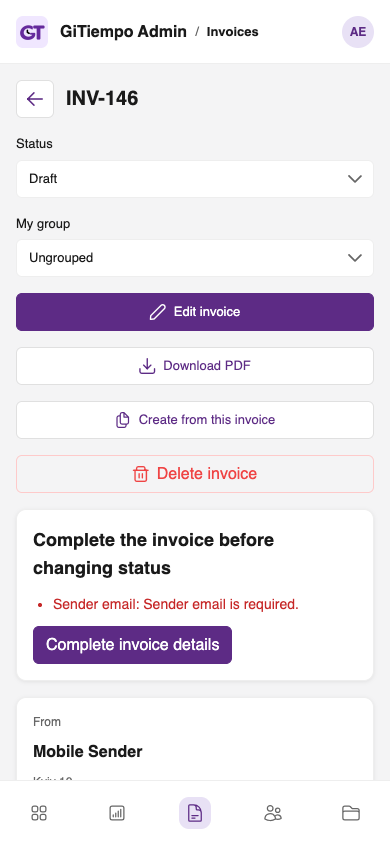 GT GiTiempo Admin / Invoices AE
INV-146
Status
Draft
My group
Ungrouped
Edit invoice
Download PDF
Create from this invoice
Delete invoice
Complete the invoice before
changing status
• Sender email: Sender email is required.
Complete invoice details
From
Mobile Sender